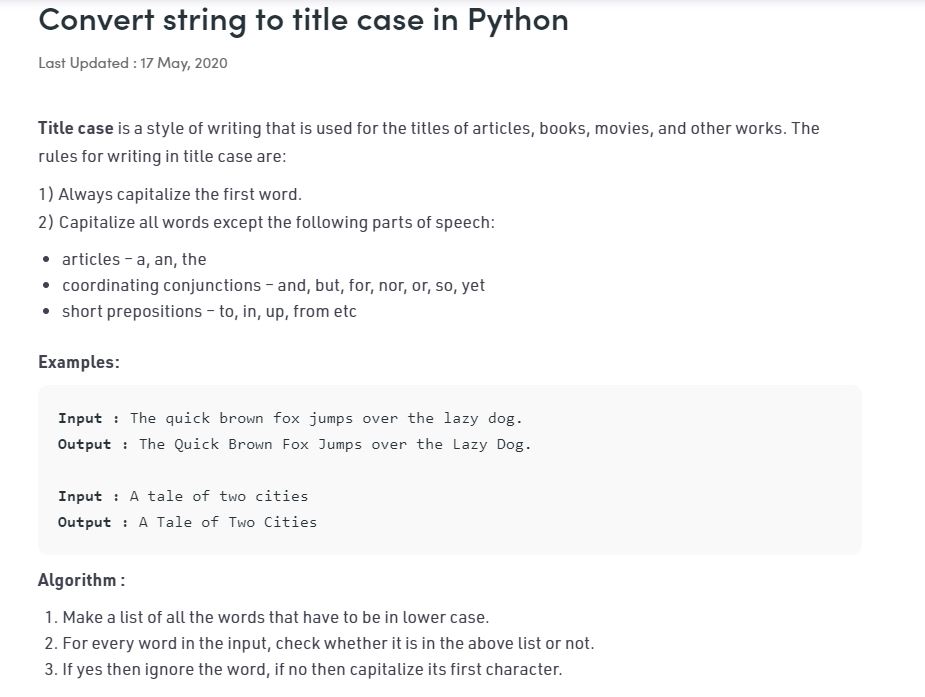 Convert string to title case in Python
Last Updated : 17 May, 2020
Title case is a style of writing that is used for the titles of articles, books, movies, and other works. The
rules for writing in title case are:
1) Always capitalize the first word.
2) Capitalize all words except the following parts of speech:
• articles – a, an, the
• coordinating conjunctions – and, but, for, nor, or, so, yet
• short prepositions – to, in, up, from etc
Examples:
Input : The quick brown fox jumps over the lazy dog.
Output : The Quick Brown Fox Jumps over the Lazy Dog.
Input : A tale of two cities
Output : A Tale of Two Cities
Algorithm :
1. Make a list of all the words that have to be in lower case.
2. For every word in the input, check whether it is in the above list or not.
3. If yes then ignore the word, if no then capitalize its first character.